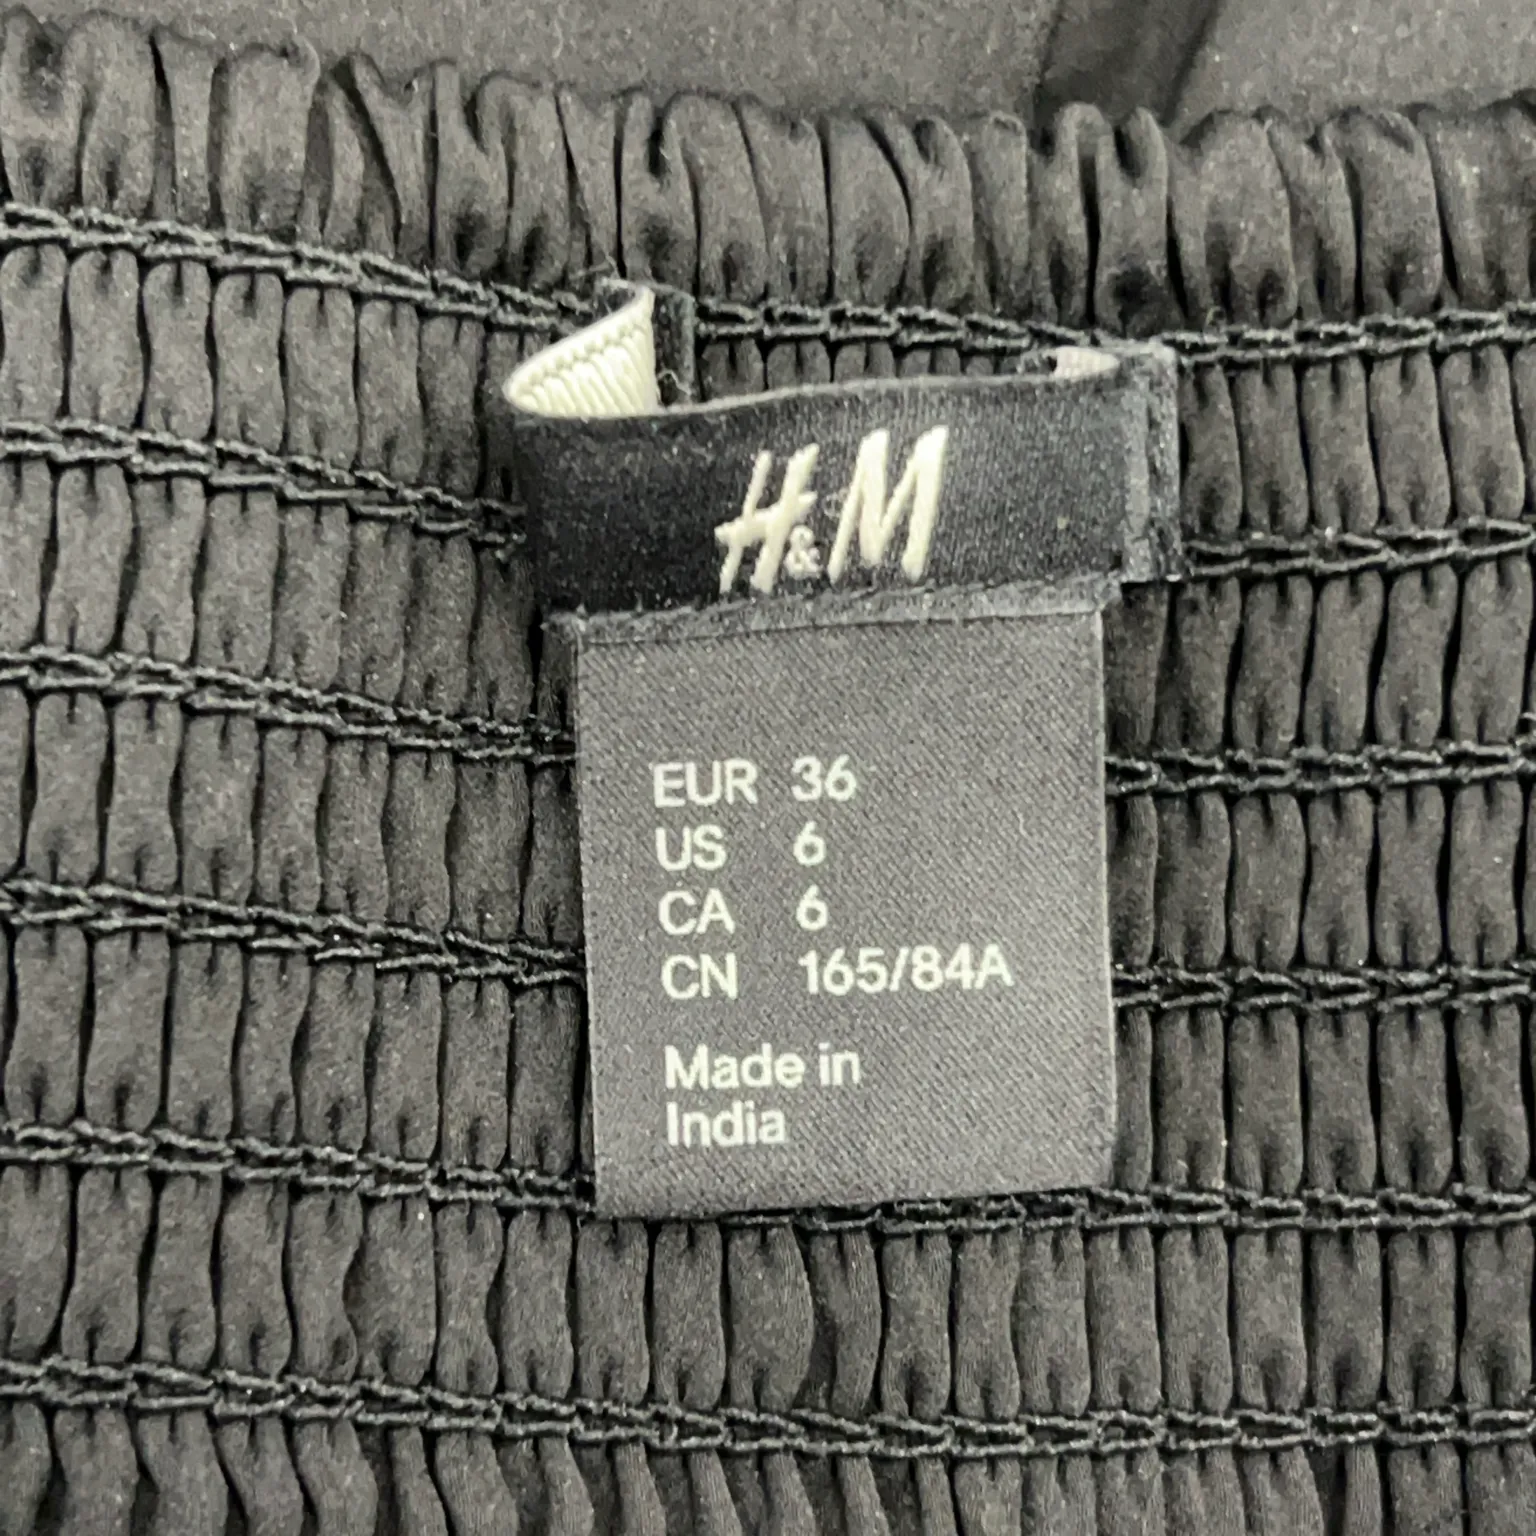 H&M
EUR 36
US 6
CA 6
CN 165/84A
Made in
India